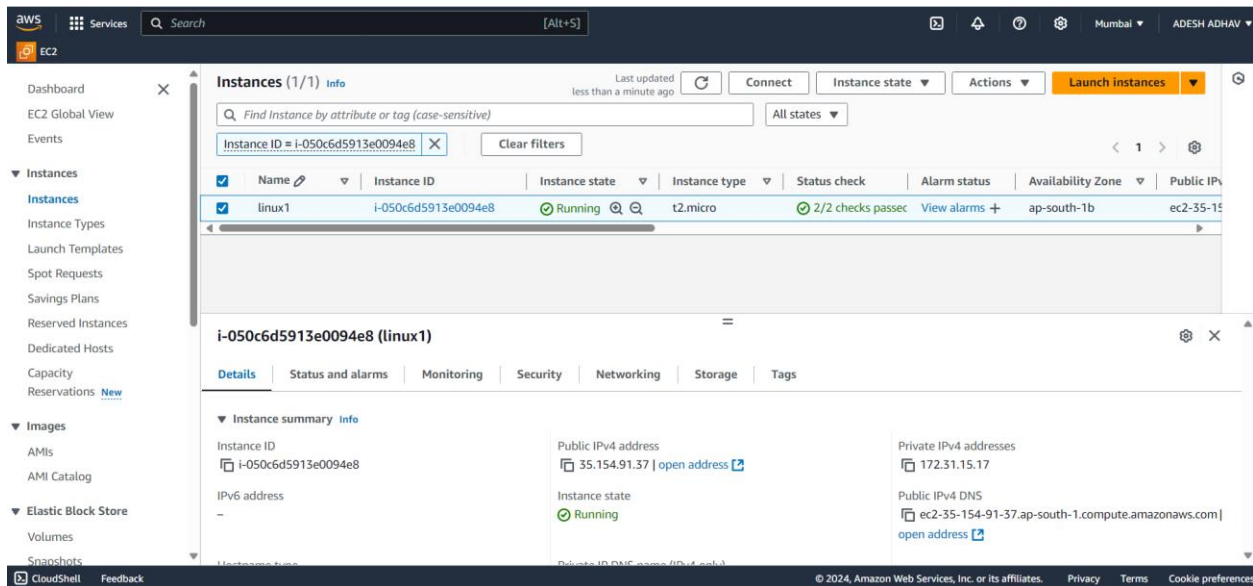 aws Services Search [Alt+S] Mumbai ADESH ADHAV
EC2
Dashboard
EC2 Global View
Events
Instances
Instances
Instance Types
Launch Templates
Spot Requests
Savings Plans
Reserved Instances
Dedicated Hosts
Capacity
Reservations New
Images
AMIs
AMI Catalog
Elastic Block Store
Volumes
Snapshots
Instances (1/1) Info
Last updated
less than a minute ago
Connect Instance state Actions Launch instances
Find Instance by attribute or tag (case-sensitive) All states
Instance ID = i-050c6d5913e0094e8 Clear filters
1
Name Instance ID Instance state Instance type Status check Alarm status Availability Zone Public IPv
linux1 i-050c6d5913e0094e8 Running t2.micro 2/2 checks passec View alarms + ap-south-1b ec2-35-15
i-050c6d5913e0094e8 (linux1)
Details Status and alarms Monitoring Security Networking Storage Tags
Instance summary Info
Instance ID
i-050c6d5913e0094e8
Public IPv4 address
35.154.91.37 | open address
Private IPv4 addresses
172.31.15.17
IPv6 address
–
Instance state
Running
Public IPv4 DNS
ec2-35-154-91-37.ap-south-1.compute.amazonaws.com |
open address
Hostname type Private IP DNS name (IPv4 only)
CloudShell Feedback © 2024, Amazon Web Services, Inc. or its affiliates. Privacy Terms Cookie preferences